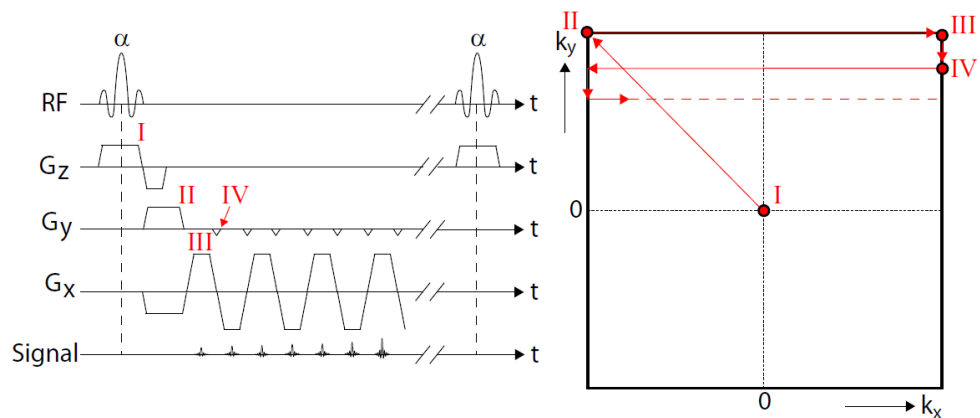 α α
RF t
I
Gz t
II IV
Gy t
III
Gx t
Signal t
II ky III
IV
I
0
0 kx